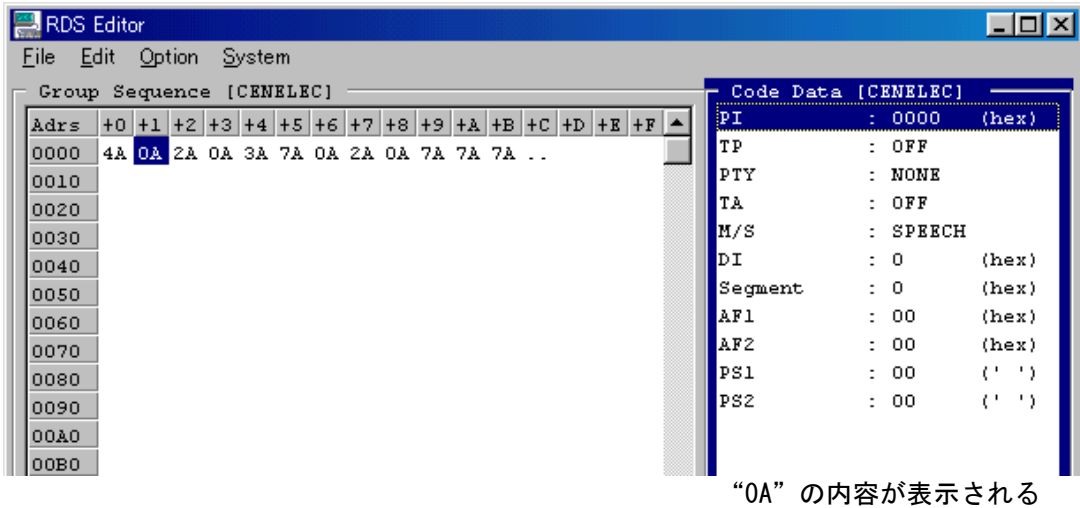 RDS Editor
File Edit Option System
Group Sequence [CENELEC]
Adrs +0 +1 +2 +3 +4 +5 +6 +7 +8 +9 +A +B +C +D +E +F
0000 4A 0A 2A 0A 3A 7A 0A 2A 0A 7A 7A 7A ..
0010
0020
0030
0040
0050
0060
0070
0080
0090
00A0
00B0
Code Data [CENELEC]
PI : 0000 (hex)
TP : OFF
PTY : NONE
TA : OFF
M/S : SPEECH
DI : 0 (hex)
Segment : 0 (hex)
AF1 : 00 (hex)
AF2 : 00 (hex)
PS1 : 00 (' ')
PS2 : 00 (' ')
“0A”の内容が表示される